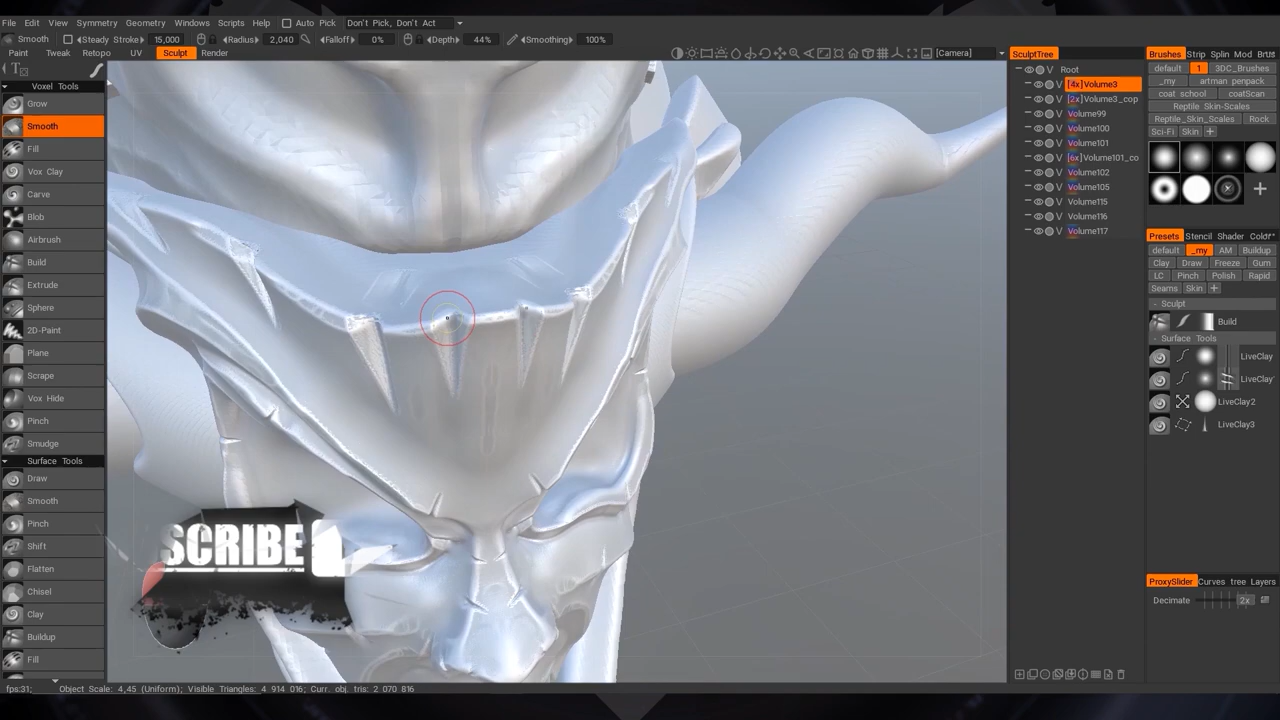 File Edit View Symmetry Geometry Windows Scripts Help Auto Pick Don't Pick, Don't Act
Smooth Steady Stroke 15,000 Radius 2,040 Falloff 0% Depth 44% Smoothing 100%
Paint Tweak Retopo UV Sculpt Render [Camera]
Voxel Tools
Grow
Smooth
Fill
Vox Clay
Carve
Blob
Airbrush
Build
Extrude
Sphere
2D-Paint
Plane
Scrape
Vox Hide
Pinch
Smudge
Surface Tools
Draw
Smooth
Pinch
Shift
Flatten
Chisel
Clay
Buildup
Fill
SCRIBE
SculptTree
Root
V [4x]Volume3
V [2x]Volume3_cop
V Volume99
V Volume100
V Volume101
V [6x]Volume101_co
V Volume102
V Volume105
V Volume115
V Volume116
V Volume117
Brushes Strip Splin Mod
default 1 3DC_Brushes
_my artman penpack
coat school coatScan
Reptile Skin-Scales
Reptile_Skin_Scales Rock
Sci-Fi Skin +
Presets Stencil Shader
default _my AM Buildup
Clay Draw Freeze Gum
LC Pinch Polish Rapid
Seams Skin +
- Sculpt
Build
- Surface Tools
LiveClay
LiveClay
LiveClay2
LiveClay3
ProxySlider Curves tree Layers
Decimate 2x
fps:31; Object Scale: 4,45 (Uniform); Visible Triangles: 4 914 016; Curr. obj. tris: 2 070 816